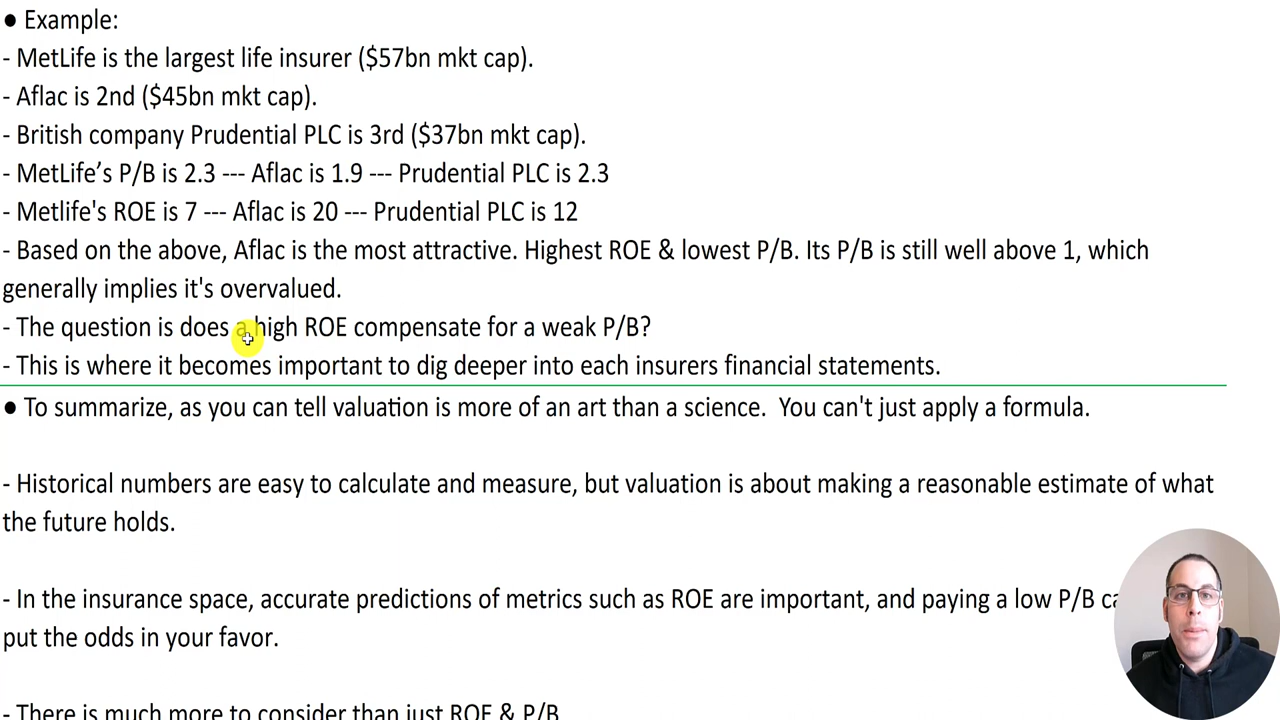 ● Example:
- MetLife is the largest life insurer ($57bn mkt cap).
- Aflac is 2nd ($45bn mkt cap).
- British company Prudential PLC is 3rd ($37bn mkt cap).
- MetLife’s P/B is 2.3 --- Aflac is 1.9 --- Prudential PLC is 2.3
- Metlife's ROE is 7 --- Aflac is 20 --- Prudential PLC is 12
- Based on the above, Aflac is the most attractive. Highest ROE & lowest P/B. Its P/B is still well above 1, which
generally implies it's overvalued.
- The question is does a high ROE compensate for a weak P/B?
- This is where it becomes important to dig deeper into each insurers financial statements.
● To summarize, as you can tell valuation is more of an art than a science.  You can't just apply a formula.
- Historical numbers are easy to calculate and measure, but valuation is about making a reasonable estimate of what
the future holds.
- In the insurance space, accurate predictions of metrics such as ROE are important, and paying a low P/B
put the odds in your favor.
- There is much more to consider than just ROE & P/B